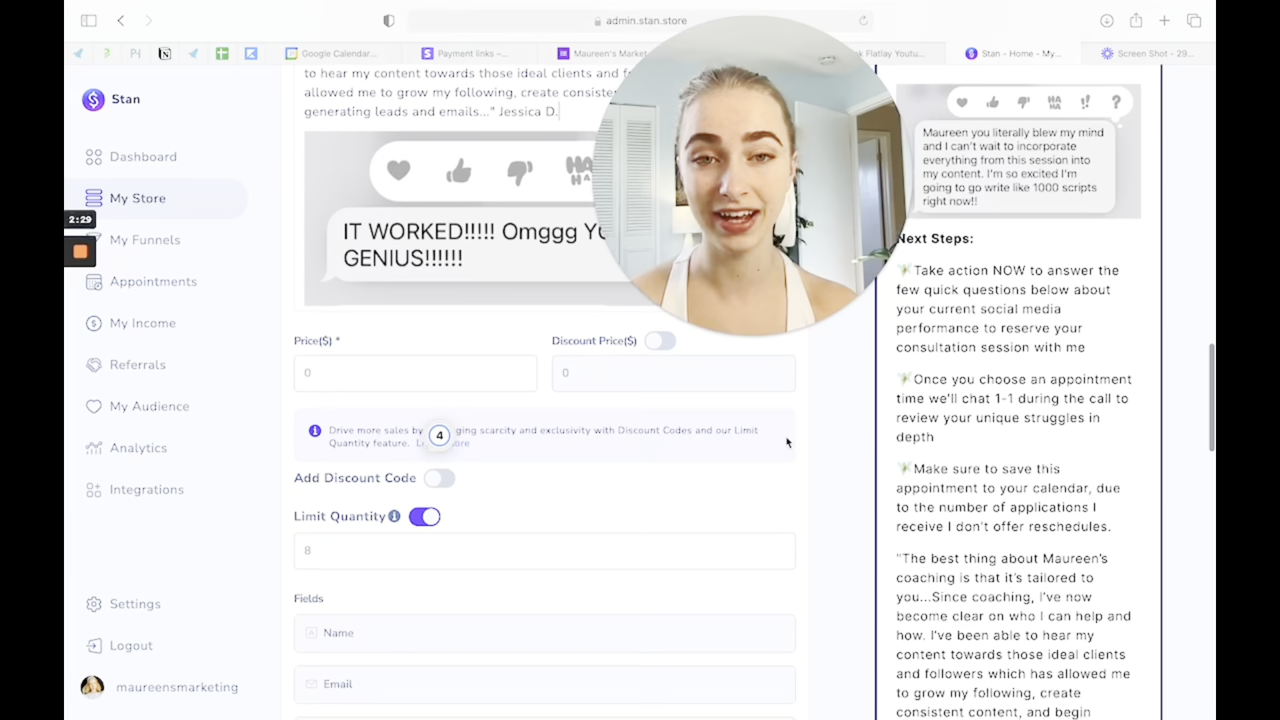 admin.stan.store
Google Calendar...
Payment links –...
Maureen's Market
nk Flatlay Youtu...
Stan - Home - My...
Screen Shot - 29...
Stan
Dashboard
My Store
2:29
My Funnels
Appointments
My Income
Referrals
My Audience
Analytics
Integrations
Settings
Logout
maureensmarketing
to hear my content towards those ideal clients and f
allowed me to grow my following, create consiste
generating leads and emails..." Jessica D.
HA
HA
IT WORKED!!!!! Omggg
GENIUS!!!!!!
Price($) *
Discount Price($)
0
0
Drive more sales by ging scarcity and exclusivity with Discount Codes and our Limit
Quantity feature.
4
Add Discount Code
Limit Quantity
8
Fields
Name
Email
HA
HA
Maureen you literally blew my mind
and I can't wait to incorporate
everything from this session into
my content. I'm so excited I'm
going to go write like 1000 scripts
right now!!
Next Steps:
Take action NOW to answer the
few quick questions below about
your current social media
performance to reserve your
consultation session with me
Once you choose an appointment
time we'll chat 1-1 during the call to
review your unique struggles in
depth
Make sure to save this
appointment to your calendar, due
to the number of applications I
receive I don't offer reschedules.
"The best thing about Maureen's
coaching is that it's tailored to
you...Since coaching, I've now
become clear on who I can help and
how. I've been able to hear my
content towards those ideal clients
and followers which has allowed me
to grow my following, create
consistent content, and begin